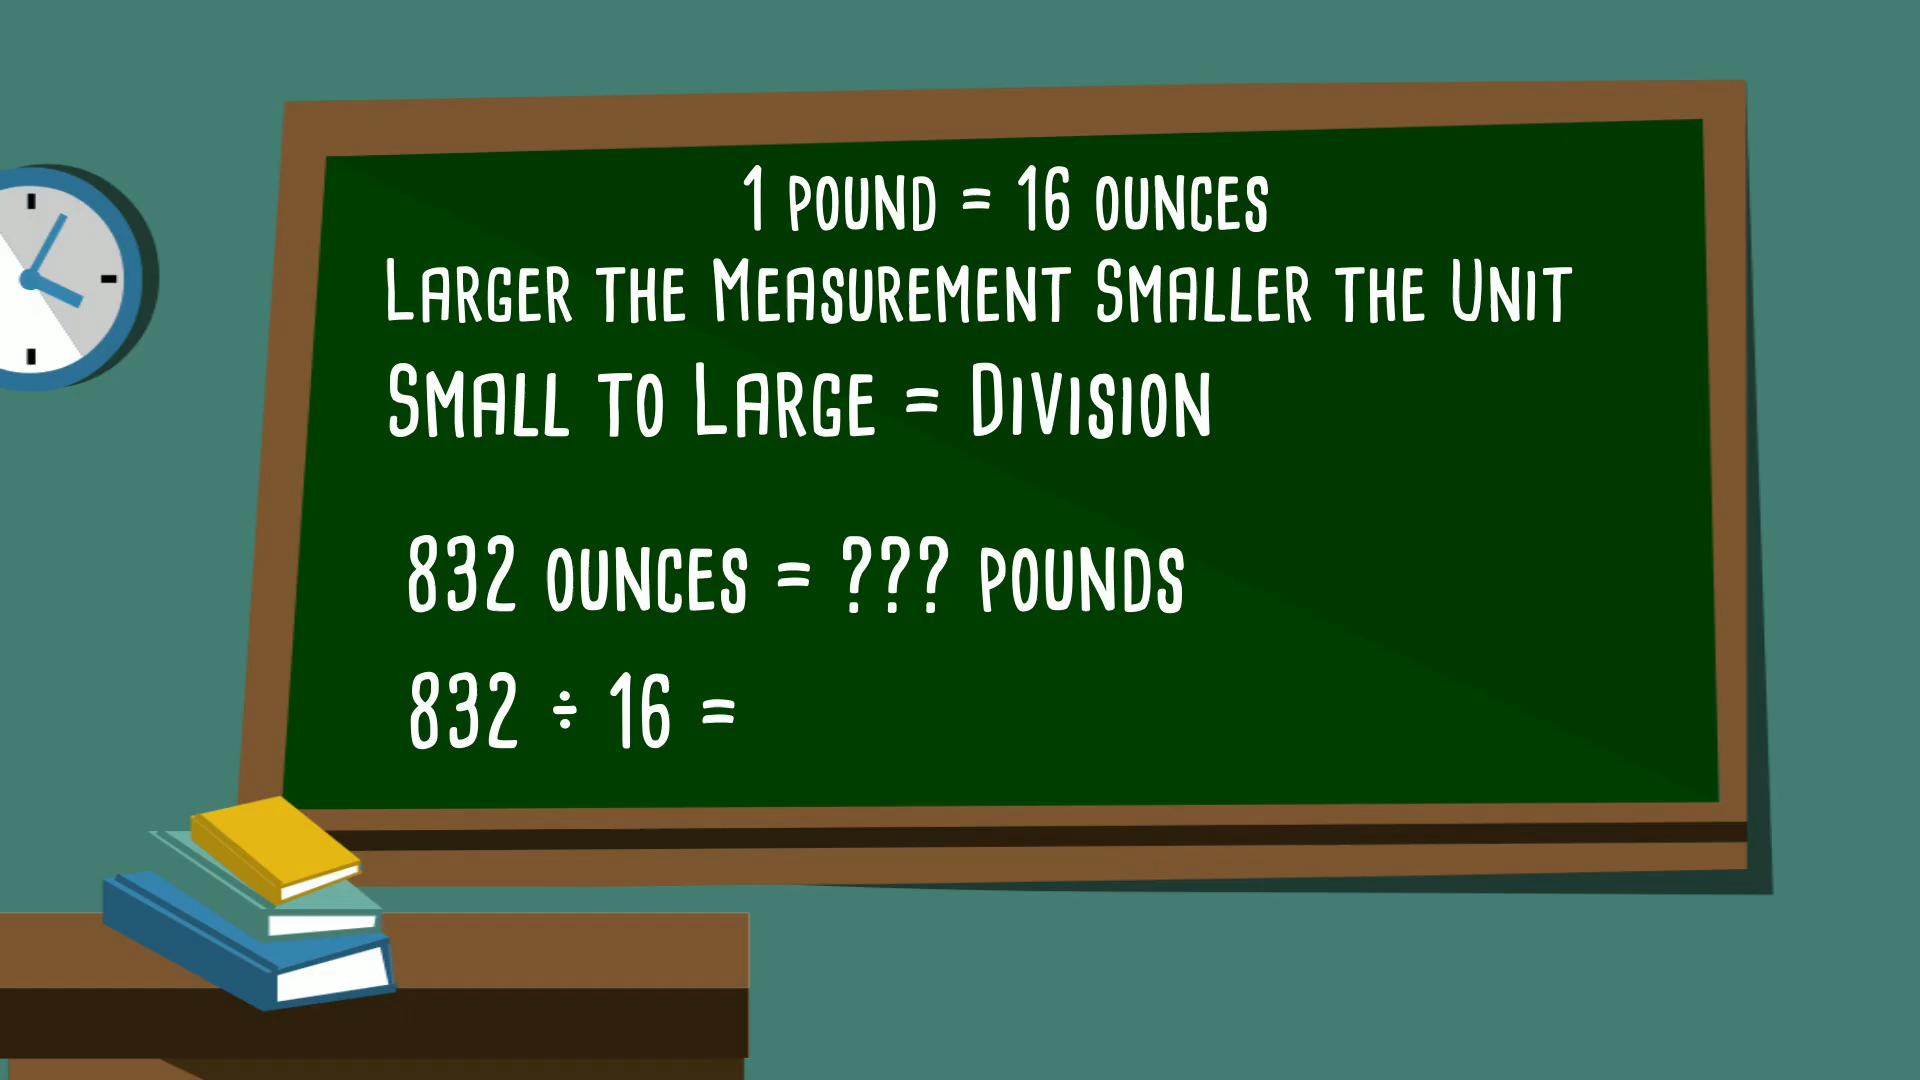 1 pound = 16 ounces
Larger the Measurement Smaller the Unit
Small to Large = Division
832 ounces = ??? pounds
832 ÷ 16 =